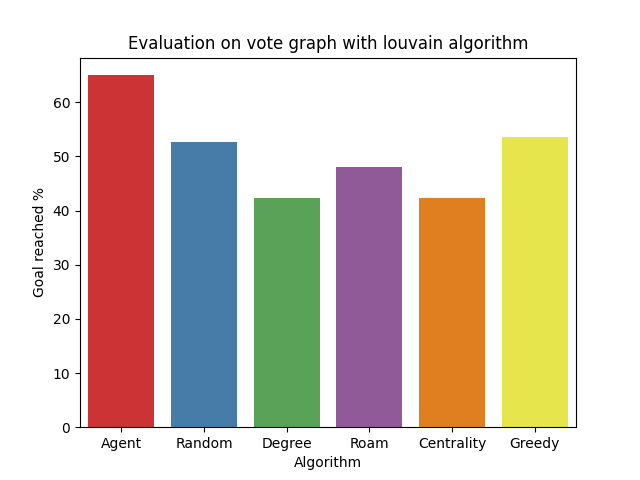 Evaluation on vote graph with louvain algorithm
Goal reached %
60
50
40
30
20
10
0
Agent Random Degree Roam Centrality Greedy
Algorithm